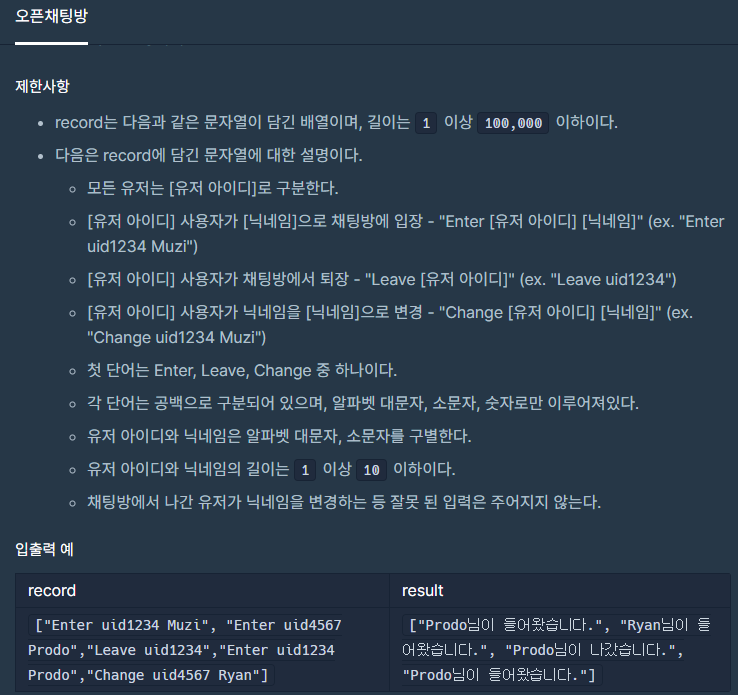 오픈채팅방
제한사항
• record는 다음과 같은 문자열이 담긴 배열이며, 길이는 1 이상 100,000 이하이다.
• 다음은 record에 담긴 문자열에 대한 설명이다.
◦ 모든 유저는 [유저 아이디]로 구분한다.
◦ [유저 아이디] 사용자가 [닉네임]으로 채팅방에 입장 - "Enter [유저 아이디] [닉네임]" (ex. "Enter
uid1234 Muzi")
◦ [유저 아이디] 사용자가 채팅방에서 퇴장 - "Leave [유저 아이디]" (ex. "Leave uid1234")
◦ [유저 아이디] 사용자가 닉네임을 [닉네임]으로 변경 - "Change [유저 아이디] [닉네임]" (ex.
"Change uid1234 Muzi")
◦ 첫 단어는 Enter, Leave, Change 중 하나이다.
◦ 각 단어는 공백으로 구분되어 있으며, 알파벳 대문자, 소문자, 숫자로만 이루어져있다.
◦ 유저 아이디와 닉네임은 알파벳 대문자, 소문자를 구별한다.
◦ 유저 아이디와 닉네임의 길이는 1 이상 10 이하이다.
◦ 채팅방에서 나간 유저가 닉네임을 변경하는 등 잘못 된 입력은 주어지지 않는다.
입출력 예
record
["Enter uid1234 Muzi", "Enter uid4567
Prodo","Leave uid1234","Enter uid1234
Prodo","Change uid4567 Ryan"]
result
["Prodo님이 들어왔습니다.", "Ryan님이 들
어왔습니다.", "Prodo님이 나갔습니다.",
"Prodo님이 들어왔습니다."]